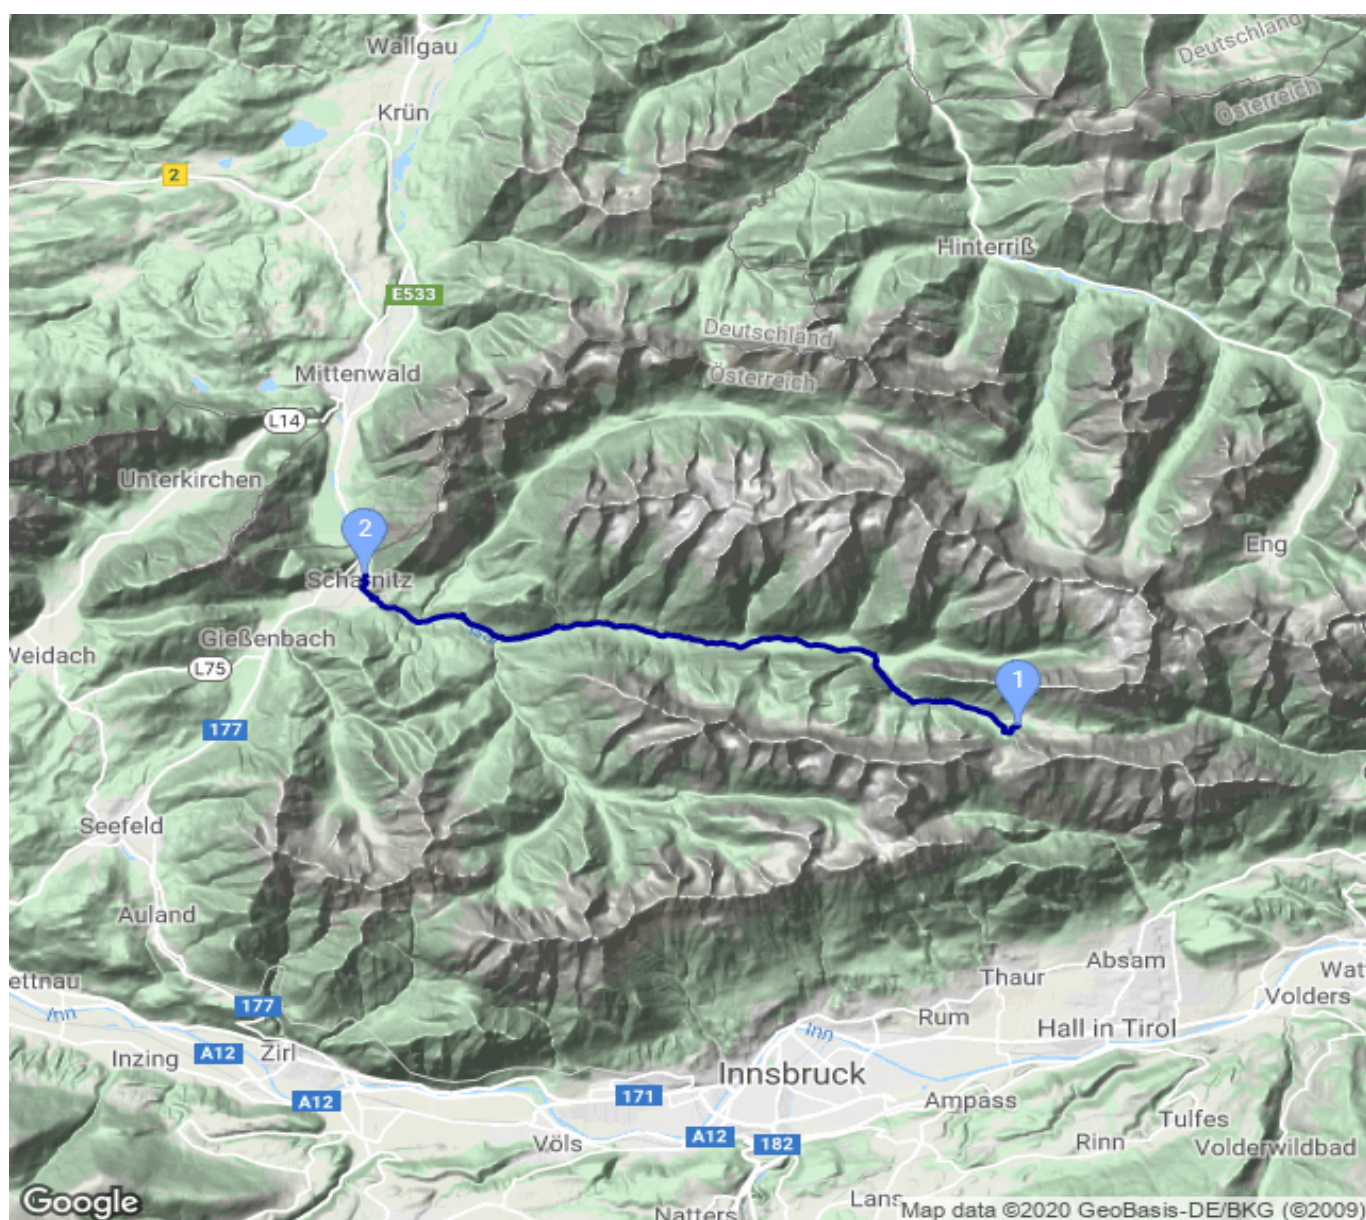 Wallgau
Deutschland
Österreich
Krün
2
Hinterriß
E533
Deutschland
Österreich
Mittenwald
L14
Unterkirchen
2
Eng
Scharnitz
Gießenbach
Weidach
L75
1
177
Seefeld
Auland
Absam
Thaur
Wat
ettnau
Volders
177
Inn
Rum
Hall in Tirol
Inn
A12
Zirl
Inzing
Innsbruck
171
A12
Ampass
Tulfes
Völs
A12
182
Rinn
Volderwildbad
Lans
Natters
Google
Map data ©2020 GeoBasis-DE/BKG (©2009)